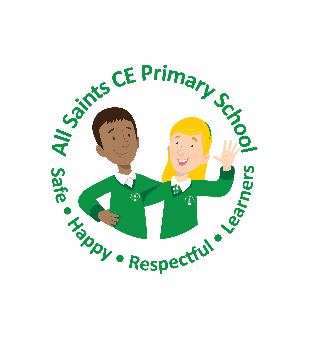 All Saints CE Primary School
Safe • Happy • Respectful • Learners